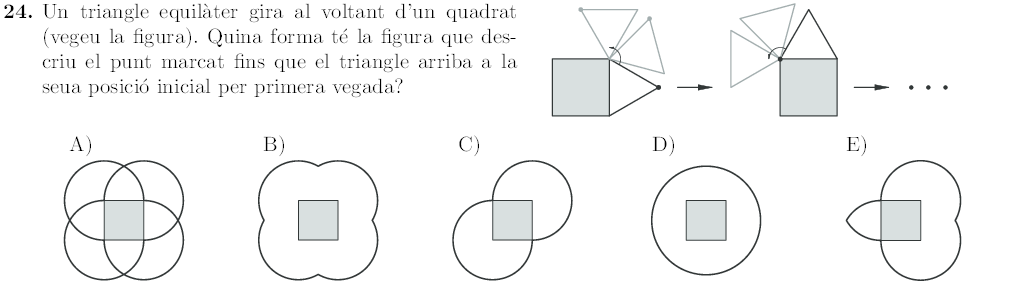 24. Un triangle equilàter gira al voltant d'un quadrat
(vegeu la figura). Quina forma té la figura que des-
criu el punt marcat fins que el triangle arriba a la
seua posició inicial per primera vegada?
A) B) C) D) E)